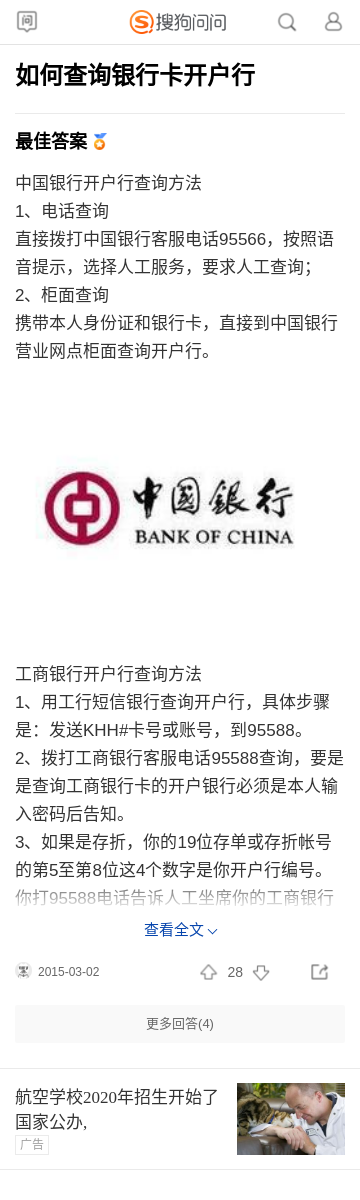 问
S搜狗问问
如何查询银行卡开户行
最佳答案
中国银行开户行查询方法
1、电话查询
直接拨打中国银行客服电话95566，按照语
音提示，选择人工服务，要求人工查询；
2、柜面查询
携带本人身份证和银行卡，直接到中国银行
营业网点柜面查询开户行。
中國銀行
BANK OF CHINA
工商银行开户行查询方法
1、用工行短信银行查询开户行，具体步骤
是：发送KHH#卡号或账号，到95588。
2、拨打工商银行客服电话95588查询，要是
是查询工商银行卡的开户银行必须是本人输
入密码后告知。
3、如果是存折，你的19位存单或存折帐号
的第5至第8位这4个数字是你开户行编号。
你打95588电话告诉人工坐席你的工商银行
查看全文
2015-03-02 28
更多回答(4)
航空学校2020年招生开始了
国家公办,
广告